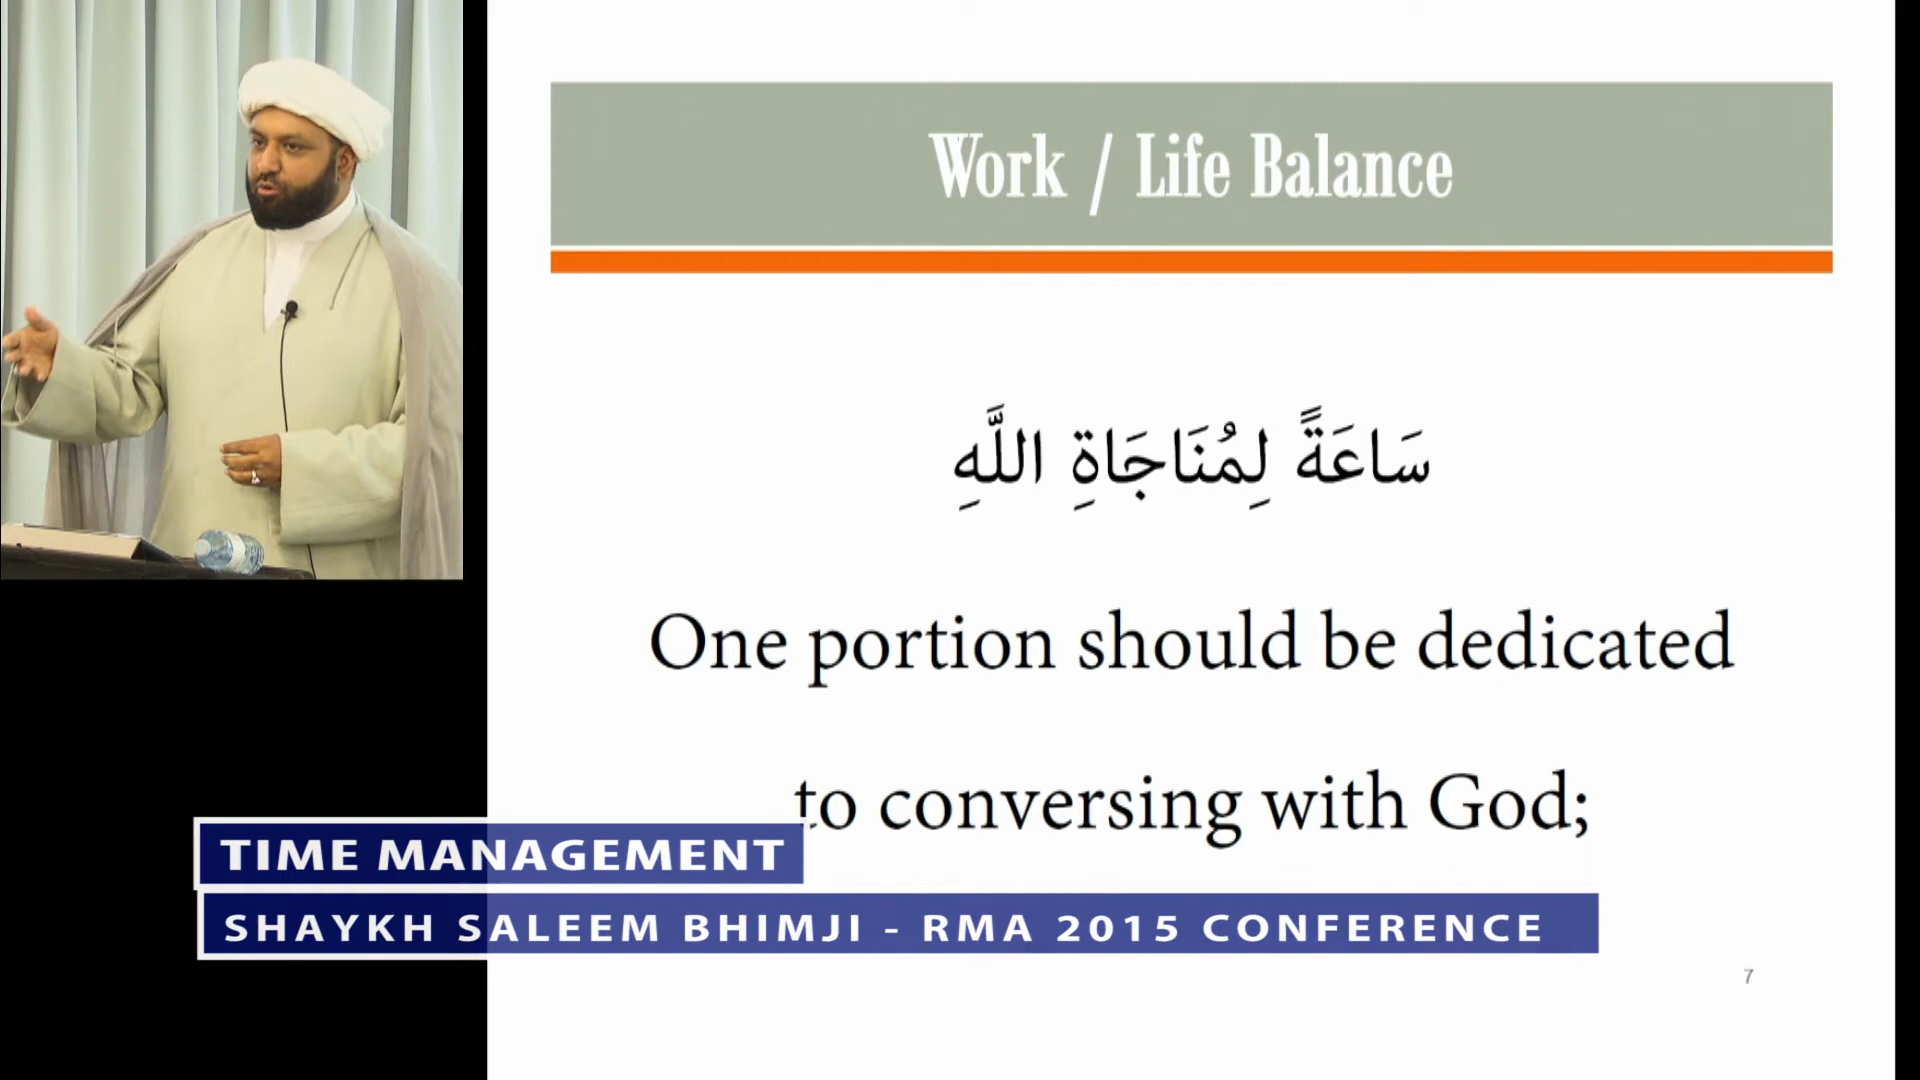 Work / Life Balance
سَاعَةً لِمُنَاجَاةِ اللَّهِ
One portion should be dedicated
to conversing with God;
TIME MANAGEMENT
SHAYKH SALEEM BHIMJI - RMA 2015 CONFERENCE
7